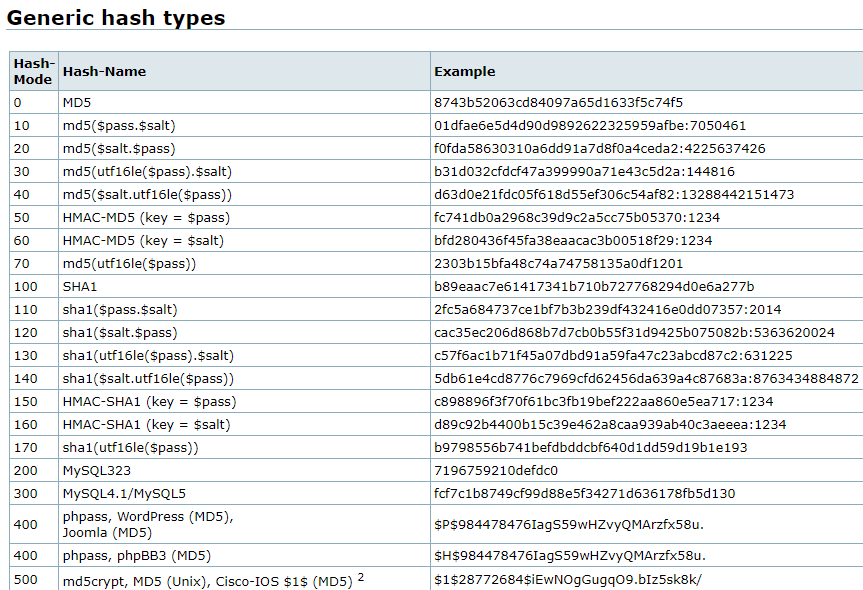 Generic hash types
Hash-Mode Hash-Name Example
0 MD5 8743b52063cd84097a65d1633f5c74f5
10 md5($pass.$salt) 01dfae6e5d4d90d9892622325959afbe:7050461
20 md5($salt.$pass) f0fda58630310a6dd91a7d8f0a4ceda2:4225637426
30 md5(utf16le($pass).$salt) b31d032cfdcf47a399990a71e43c5d2a:144816
40 md5($salt.utf16le($pass)) d63d0e21fdc05f618d55ef306c54af82:13288442151473
50 HMAC-MD5 (key = $pass) fc741db0a2968c39d9c2a5cc75b05370:1234
60 HMAC-MD5 (key = $salt) bfd280436f45fa38eaacac3b00518f29:1234
70 md5(utf16le($pass)) 2303b15bfa48c74a74758135a0df1201
100 SHA1 b89eaac7e61417341b710b727768294d0e6a277b
110 sha1($pass.$salt) 2fc5a684737ce1bf7b3b239df432416e0dd07357:2014
120 sha1($salt.$pass) cac35ec206d868b7d7cb0b55f31d9425b075082b:5363620024
130 sha1(utf16le($pass).$salt) c57f6ac1b71f45a07dbd91a59fa47c23abcd87c2:631225
140 sha1($salt.utf16le($pass)) 5db61e4cd8776c7969cfd62456da639a4c87683a:8763434884872
150 HMAC-SHA1 (key = $pass) c898896f3f70f61bc3fb19bef222aa860e5ea717:1234
160 HMAC-SHA1 (key = $salt) d89c92b4400b15c39e462a8caa939ab40c3aeeea:1234
170 sha1(utf16le($pass)) b9798556b741befdbddcbf640d1dd59d19b1e193
200 MySQL323 7196759210defdc0
300 MySQL4.1/MySQL5 fcf7c1b8749cf99d88e5f34271d636178fb5d130
400 phpass, WordPress (MD5),
Joomla (MD5) $P$984478476IagS59wHZvyQMArzfx58u.
400 phpass, phpBB3 (MD5) $H$984478476IagS59wHZvyQMArzfx58u.
500 md5crypt, MD5 (Unix), Cisco-IOS $1$ (MD5) 2 $1$28772684$iEwNOgGugqO9.bIz5sk8k/